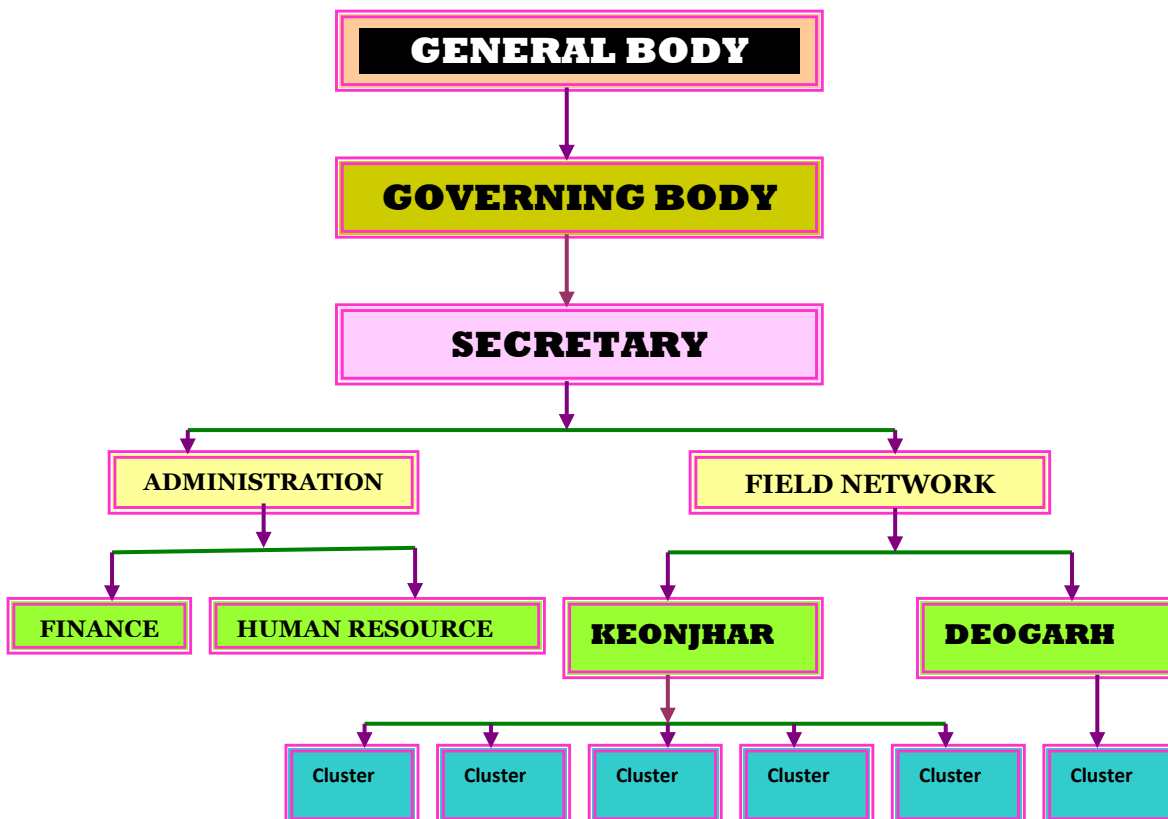 GENERAL BODY
GOVERNING BODY
SECRETARY
ADMINISTRATION
FIELD NETWORK
FINANCE
HUMAN RESOURCE
KEONJHAR
DEOGARH
Cluster
Cluster
Cluster
Cluster
Cluster
Cluster